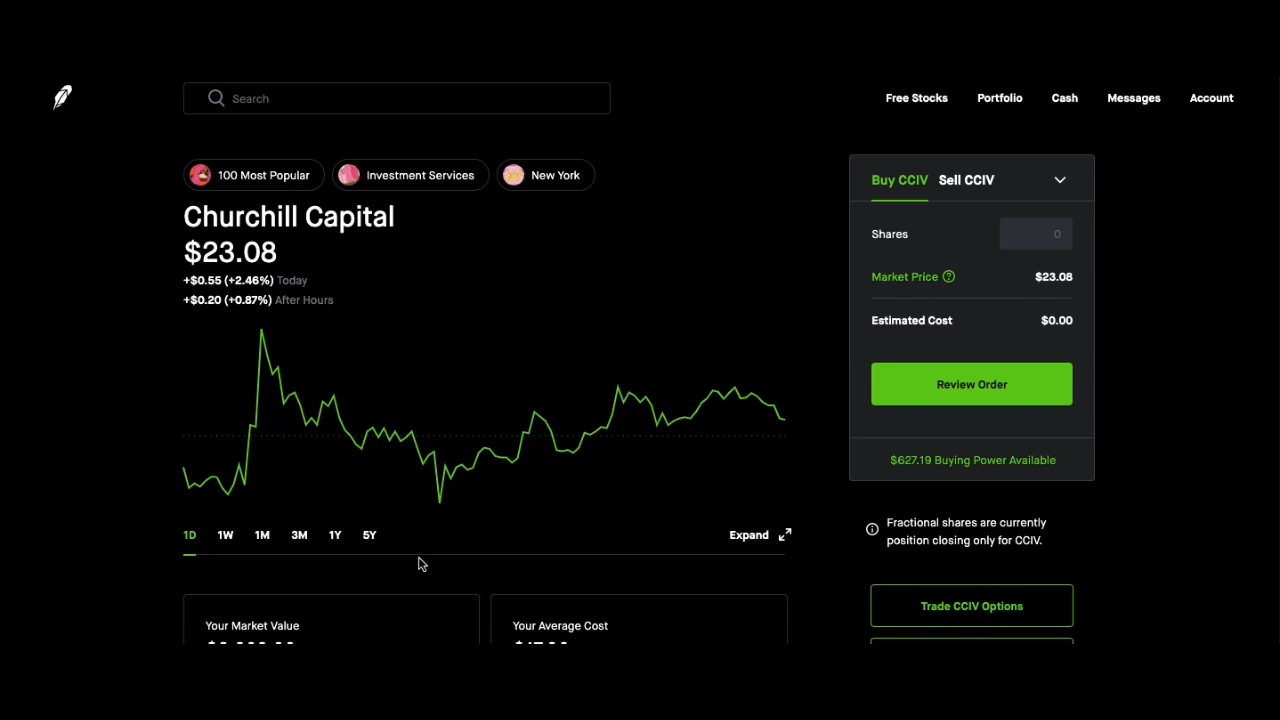 Search
Free Stocks Portfolio Cash Messages Account
100 Most Popular Investment Services New York
Churchill Capital
$23.08
+$0.55 (+2.46%) Today
+$0.20 (+0.87%) After Hours
1D 1W 1M 3M 1Y 5Y
Expand
Your Market Value
Your Average Cost
Buy CCIV Sell CCIV
Shares 0
Market Price ? $23.08
Estimated Cost $0.00
Review Order
$627.19 Buying Power Available
Fractional shares are currently
position closing only for CCIV.
Trade CCIV Options